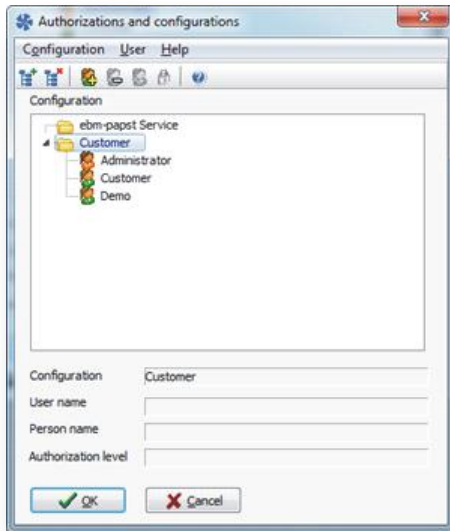 Authorizations and configurations
Configuration User Help
Configuration
ebm-papst Service
Customer
Administrator
Customer
Demo
Configuration Customer
User name
Person name
Authorization level
OK Cancel